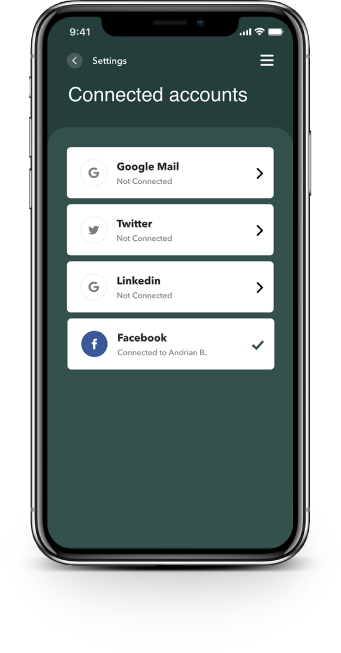 9:41
Settings
Connected accounts
Google Mail
Not Connected
Twitter
Not Connected
Linkedin
Not Connected
Facebook
Connected to Andrian B.